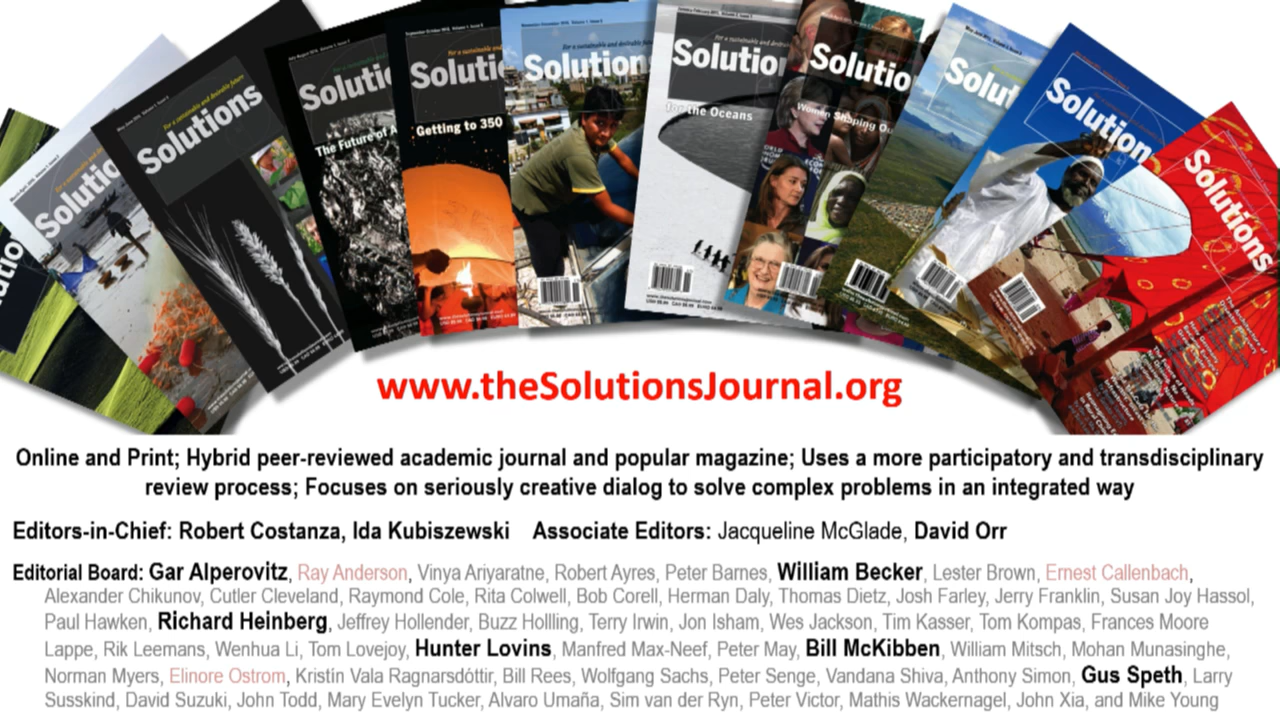 Solutions
Solutions
Solution
Solutio
The Future of A
Getting to 350
for the Oceans
Women Shaping Ou
Solution
Solutions
www.theSolutionsJournal.org
Online and Print; Hybrid peer-reviewed academic journal and popular magazine; Uses a more participatory and transdisciplinary
review process; Focuses on seriously creative dialog to solve complex problems in an integrated way
Editors-in-Chief: Robert Costanza, Ida Kubiszewski Associate Editors: Jacqueline McGlade, David Orr
Editorial Board: Gar Alperovitz, Ray Anderson, Vinya Ariyaratne, Robert Ayres, Peter Barnes, William Becker, Lester Brown, Ernest Callenbach,
Alexander Chikunov, Cutler Cleveland, Raymond Cole, Rita Colwell, Bob Corell, Herman Daly, Thomas Dietz, Josh Farley, Jerry Franklin, Susan Joy Hassol,
Paul Hawken, Richard Heinberg, Jeffrey Hollender, Buzz Hollling, Terry Irwin, Jon Isham, Wes Jackson, Tim Kasser, Tom Kompas, Frances Moore
Lappe, Rik Leemans, Wenhua Li, Tom Lovejoy, Hunter Lovins, Manfred Max-Neef, Peter May, Bill McKibben, William Mitsch, Mohan Munasinghe,
Norman Myers, Elinore Ostrom, Kristín Vala Ragnarsdóttir, Bill Rees, Wolfgang Sachs, Peter Senge, Vandana Shiva, Anthony Simon, Gus Speth, Larry
Susskind, David Suzuki, John Todd, Mary Evelyn Tucker, Alvaro Umaña, Sim van der Ryn, Peter Victor, Mathis Wackernagel, John Xia, and Mike Young